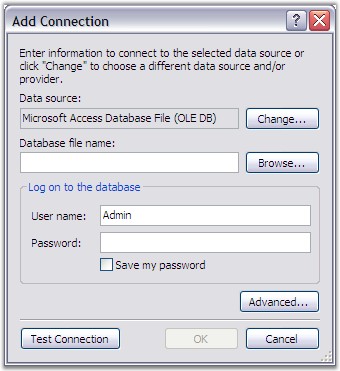 Add Connection
Enter information to connect to the selected data source or
click "Change" to choose a different data source and/or
provider.
Data source:
Microsoft Access Database File (OLE DB)
Change...
Database file name:
Browse...
Log on to the database
User name:
Admin
Password:
Save my password
Advanced...
Test Connection
OK
Cancel